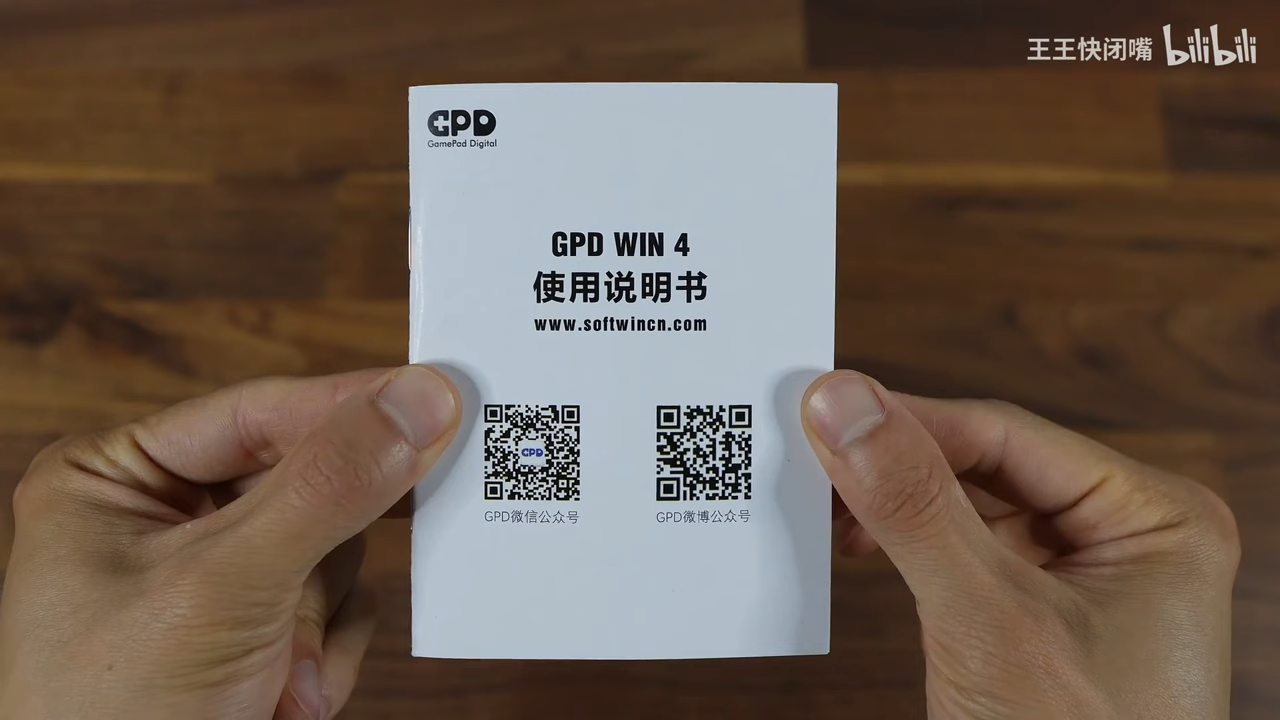 王王快闭嘴 bilibili
GPD
GamePad Digital
GPD WIN 4
使用说明书
www.softwincn.com
GPD
GPD微信公众号
GPD微博公众号